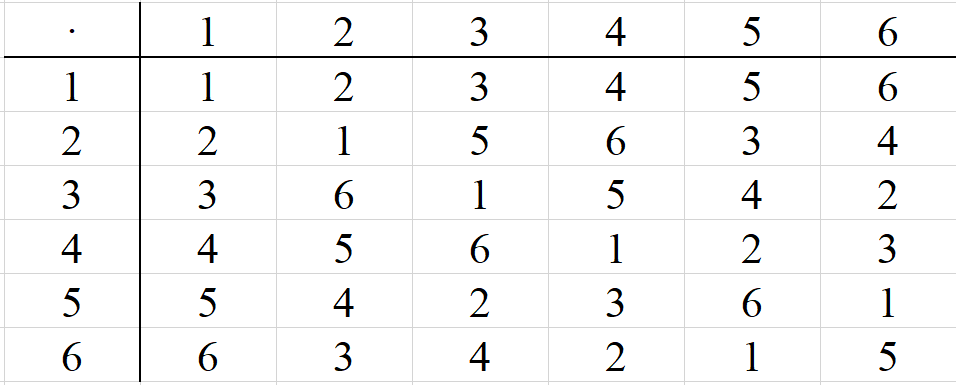 · 1 2 3 4 5 6
1 1 2 3 4 5 6
2 2 1 5 6 3 4
3 3 6 1 5 4 2
4 4 5 6 1 2 3
5 5 4 2 3 6 1
6 6 3 4 2 1 5